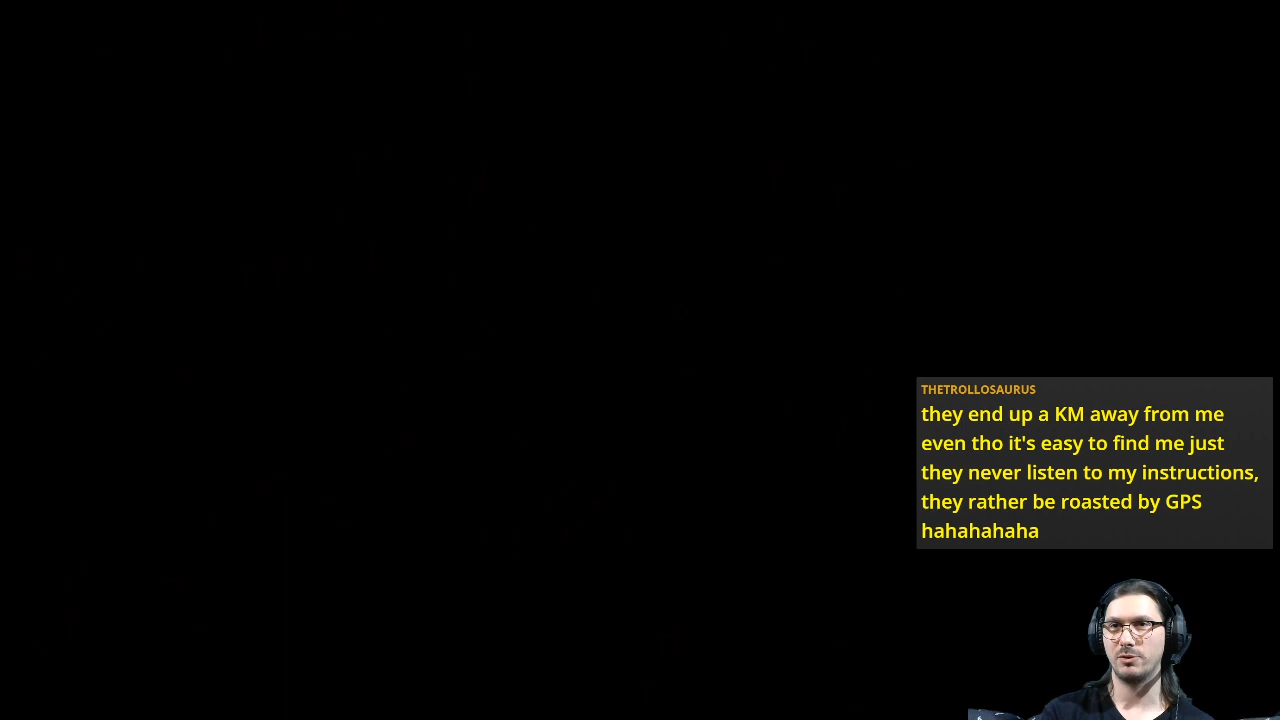 THETROLLOSAURUS
they end up a KM away from me
even tho it's easy to find me just
they never listen to my instructions,
they rather be roasted by GPS
hahahahaha